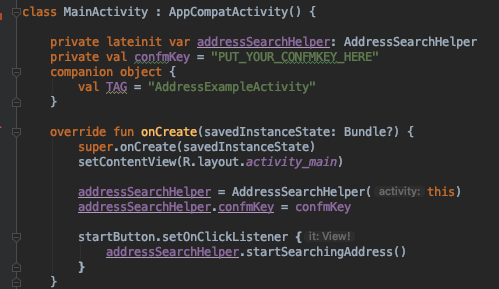 class MainActivity : AppCompatActivity() {
private lateinit var addressSearchHelper: AddressSearchHelper
private val confmKey = "PUT_YOUR_CONFMKEY_HERE"
companion object {
val TAG = "AddressExampleActivity"
}
override fun onCreate(savedInstanceState: Bundle?) {
super.onCreate(savedInstanceState)
setContentView(R.layout.activity_main)
addressSearchHelper = AddressSearchHelper( activity: this)
addressSearchHelper.confmKey = confmKey
startButton.setOnClickListener { it: View!
addressSearchHelper.startSearchingAddress()
}
}